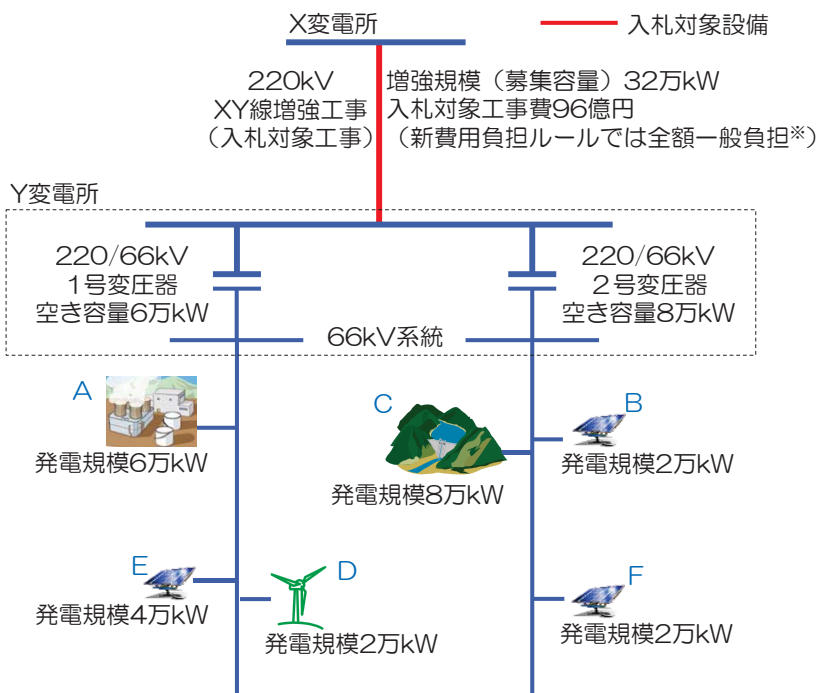 X変電所
入札対象設備
220kV
XY線増強工事
（入札対象工事）
増強規模（募集容量）32万kW
入札対象工事費96億円
（新費用負担ルールでは全額一般負担※）
Y変電所
220/66kV
1号変圧器
空き容量6万kW
220/66kV
2号変圧器
空き容量8万kW
66kV系統
A
発電規模6万kW
C
発電規模8万kW
B
発電規模2万kW
E
発電規模4万kW
D
発電規模2万kW
F
発電規模2万kW